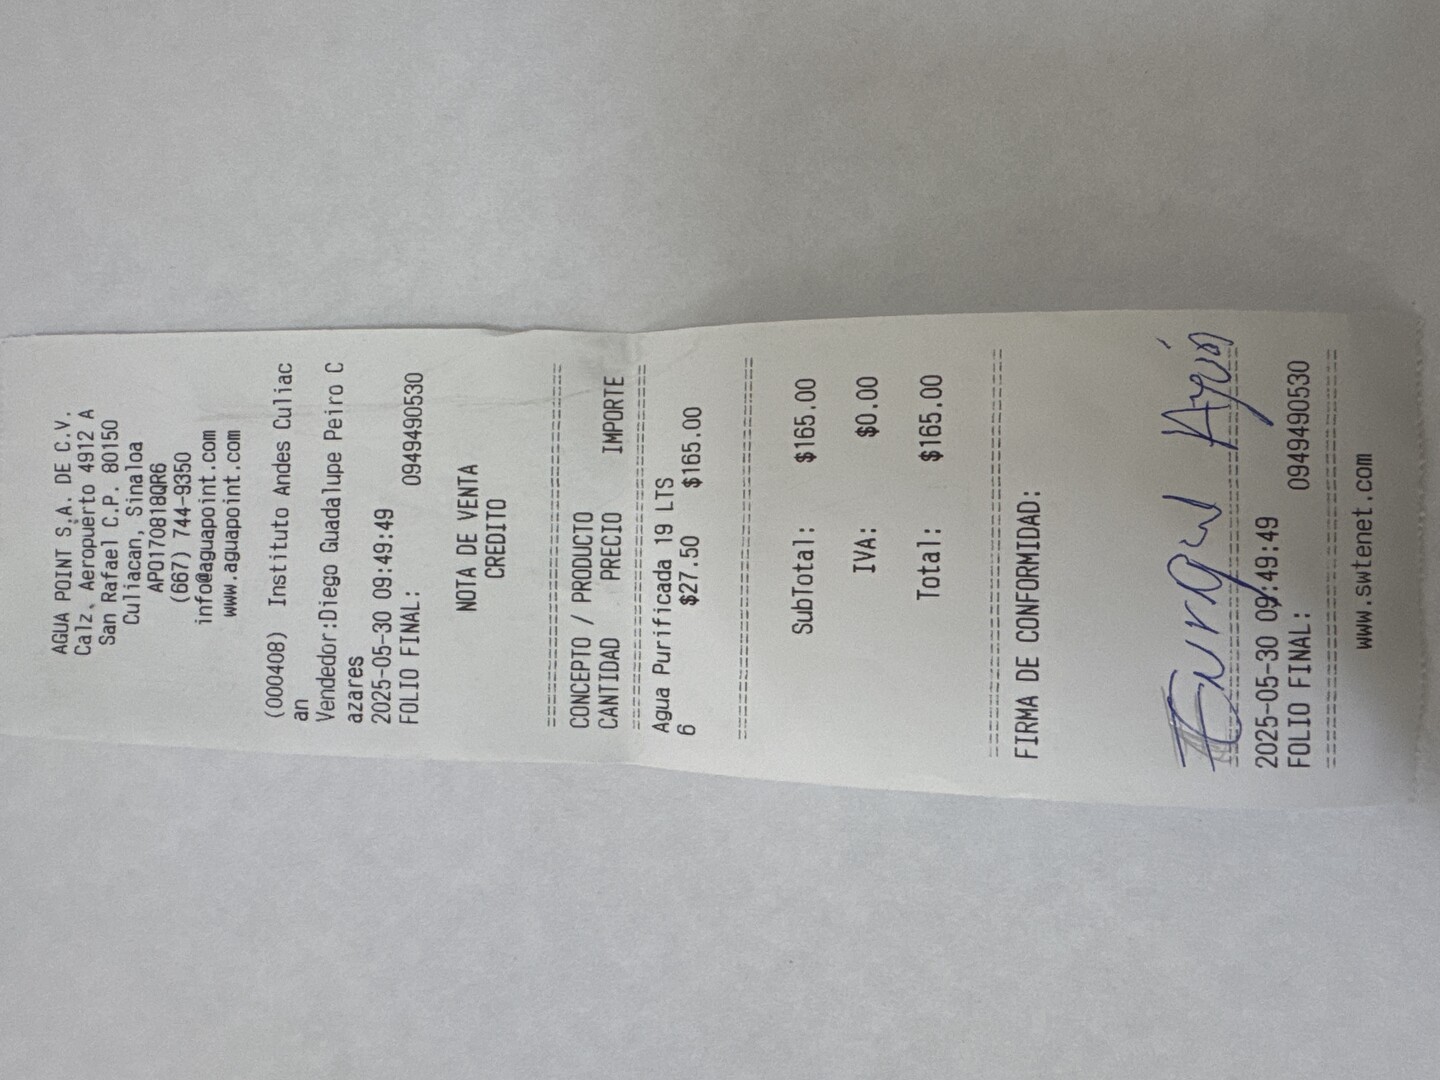 AGUA POINT S.A. DE C.V.
Calz. Aeropuerto 4912 A
San Rafael C.P. 80150
Culiacan, Sinaloa
APO170818QR6
(667) 744-9350
info@aguapoint.com
www.aguapoint.com
(000408) Instituto Andes Culiac
an
Vendedor:Diego Guadalupe Peiro C
azares
2025-05-30 09:49:49
FOLIO FINAL: 0949490530
NOTA DE VENTA
CREDITO
================================
CONCEPTO / PRODUCTO
CANTIDAD PRECIO IMPORTE
================================
Agua Purificada 19 LTS
6 $27.50 $165.00
================================
SubTotal: $165.00
IVA: $0.00
Total: $165.00
================================
FIRMA DE CONFORMIDAD:
================================
2025-05-30 09:49:49
FOLIO FINAL: 0949490530
================================
www.swtenet.com